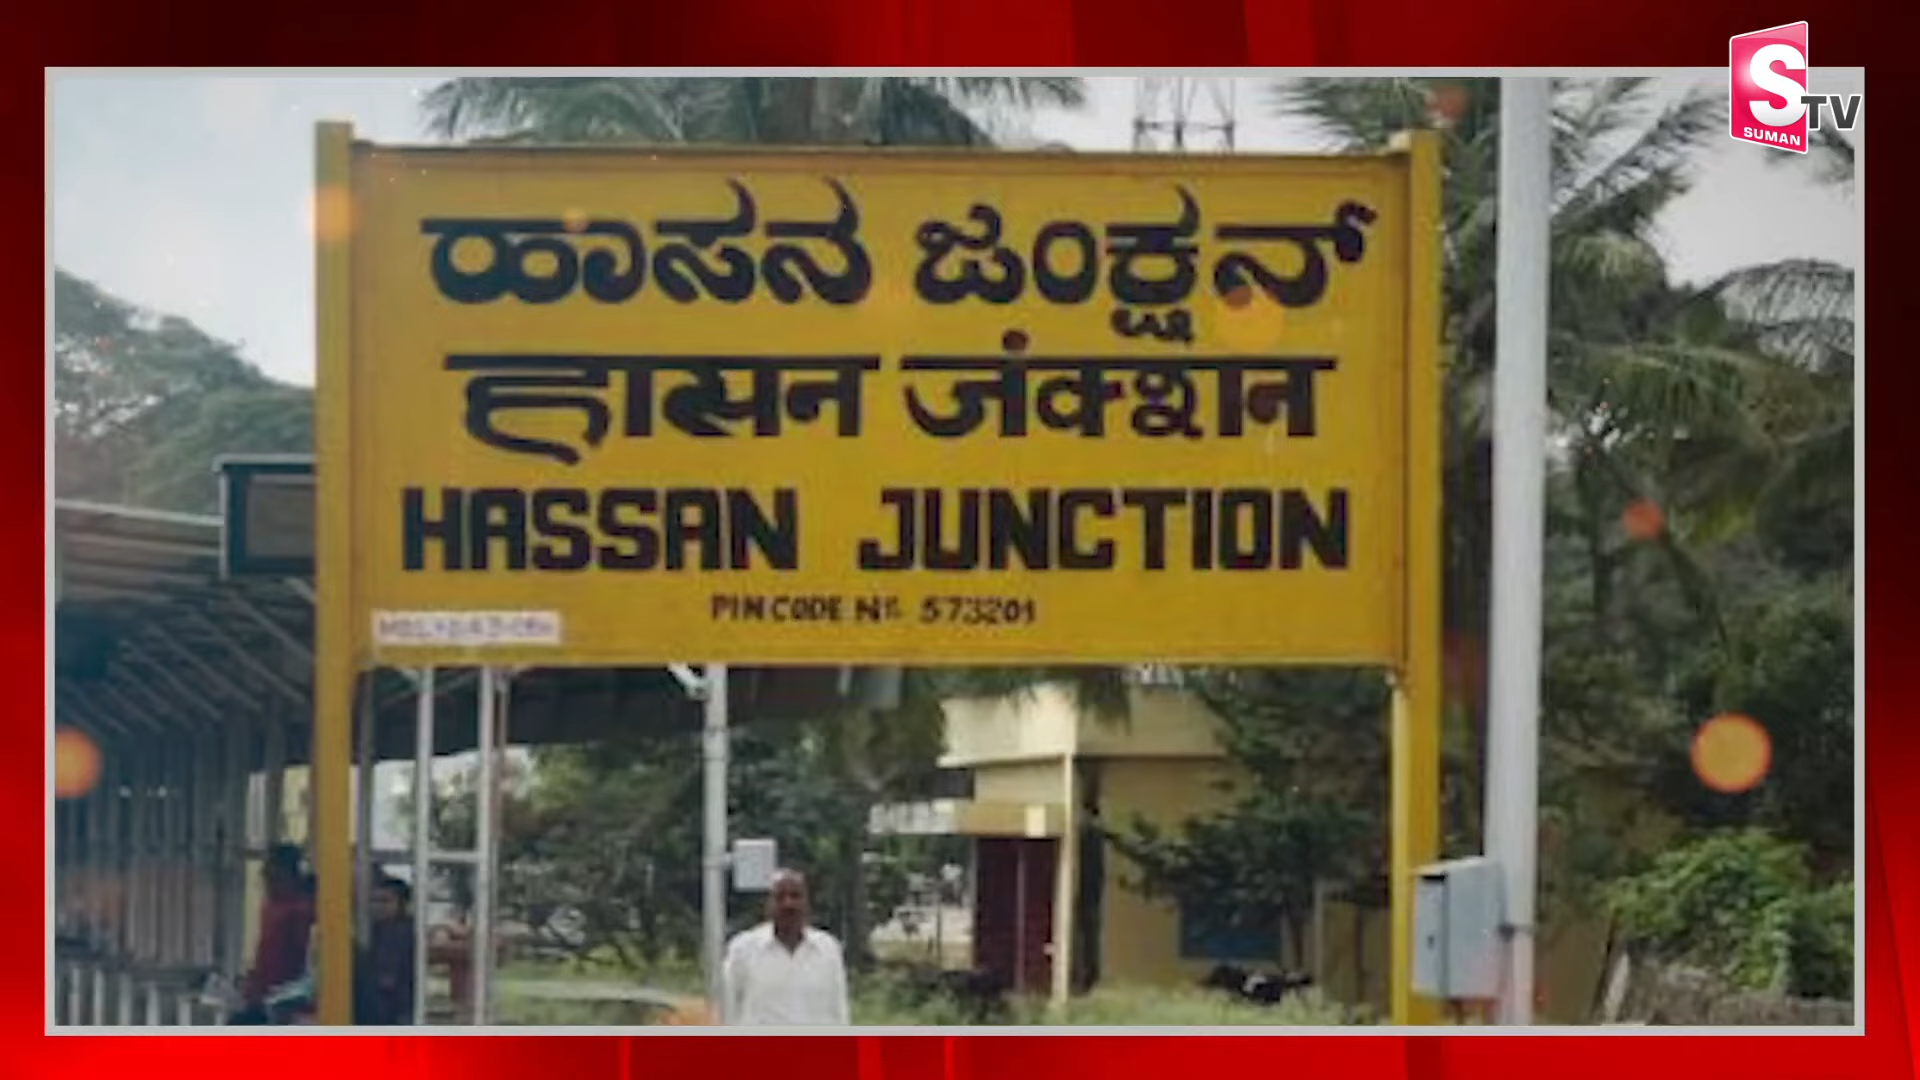 S TV
SUMAN
ಹಾಸನ ಜಂಕ್ಷನ್
हासन जंक्शन
HASSAN JUNCTION
PIN CODE No. 573201